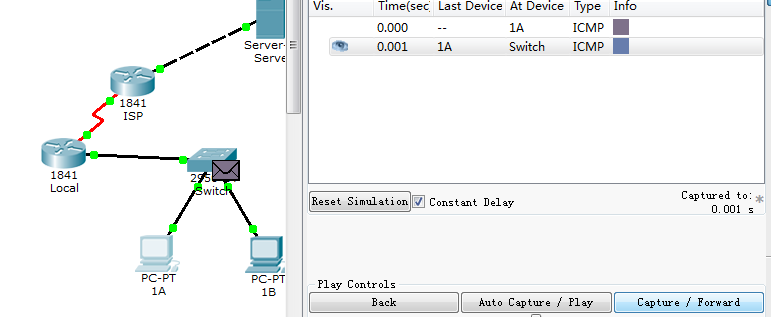 Vis. Time(sec Last Device At Device Type Info
0.000 -- 1A ICMP
0.001 1A Switch ICMP
Server-
Serve
1841
ISP
1841
Local
295
Switch
PC-PT
1A
PC-PT
1B
Reset Simulation Constant Delay
Captured to:
0.001 s
Play Controls
Back Auto Capture / Play Capture / Forward